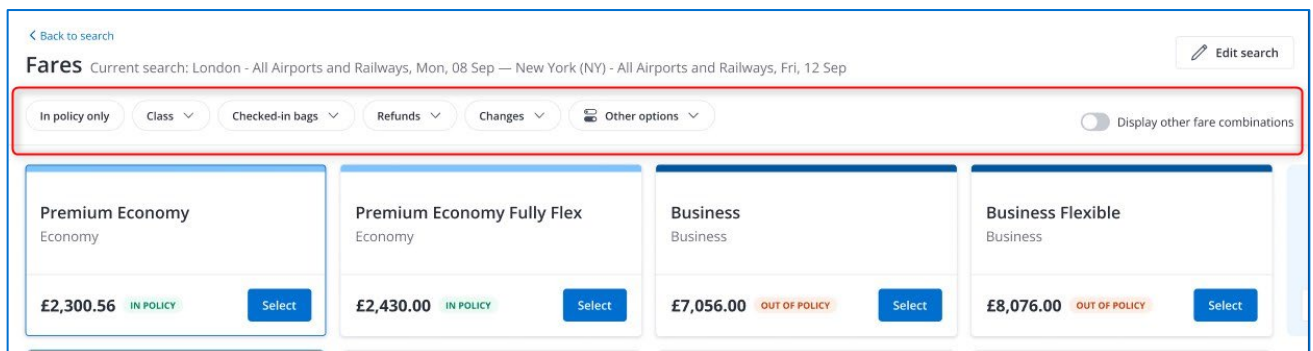 Back to search
Fares Current search: London - All Airports and Railways, Mon, 08 Sep — New York (NY) - All Airports and Railways, Fri, 12 Sep
Edit search
In policy only Class Checked-in bags Refunds Changes Other options Display other fare combinations
Premium Economy Premium Economy Fully Flex Business Business Flexible
Economy Economy Business Business
£2,300.56 IN POLICY Select £2,430.00 IN POLICY Select £7,056.00 OUT OF POLICY Select £8,076.00 OUT OF POLICY Select